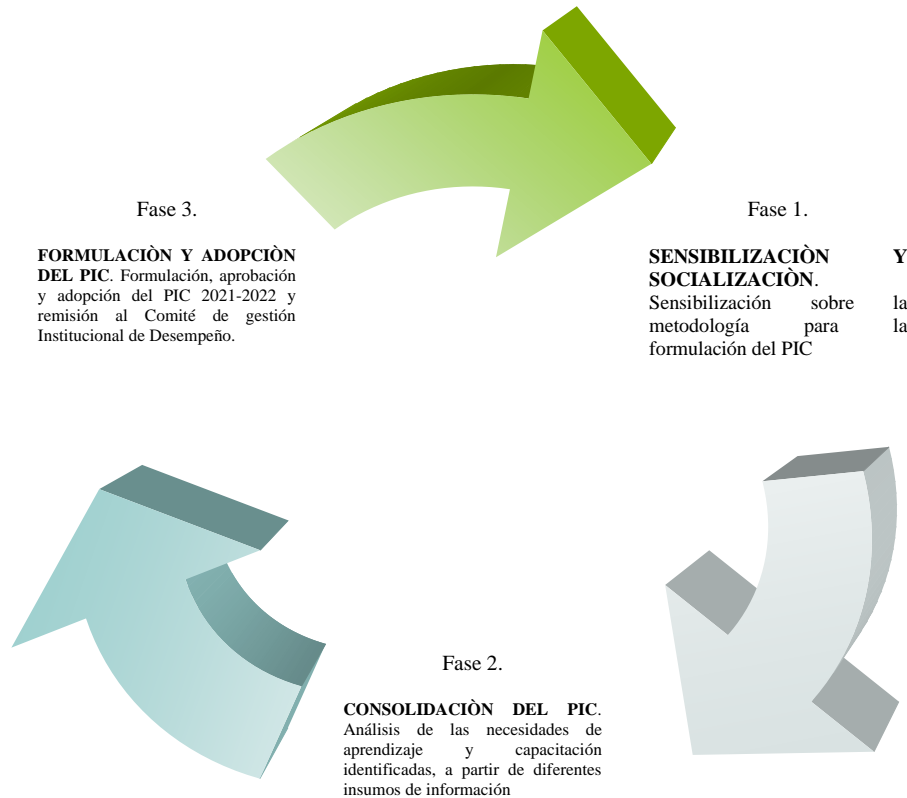 Fase 3.
FORMULACIÒN Y ADOPCIÒN
DEL PIC. Formulación, aprobación
y adopción del PIC 2021-2022 y
remisión al Comité de gestión
Institucional de Desempeño.
Fase 1.
SENSIBILIZACIÒN Y
SOCIALIZACIÒN.
Sensibilización sobre la
metodología para la
formulación del PIC
Fase 2.
CONSOLIDACIÒN DEL PIC.
Análisis de las necesidades de
aprendizaje y capacitación
identificadas, a partir de diferentes
insumos de información